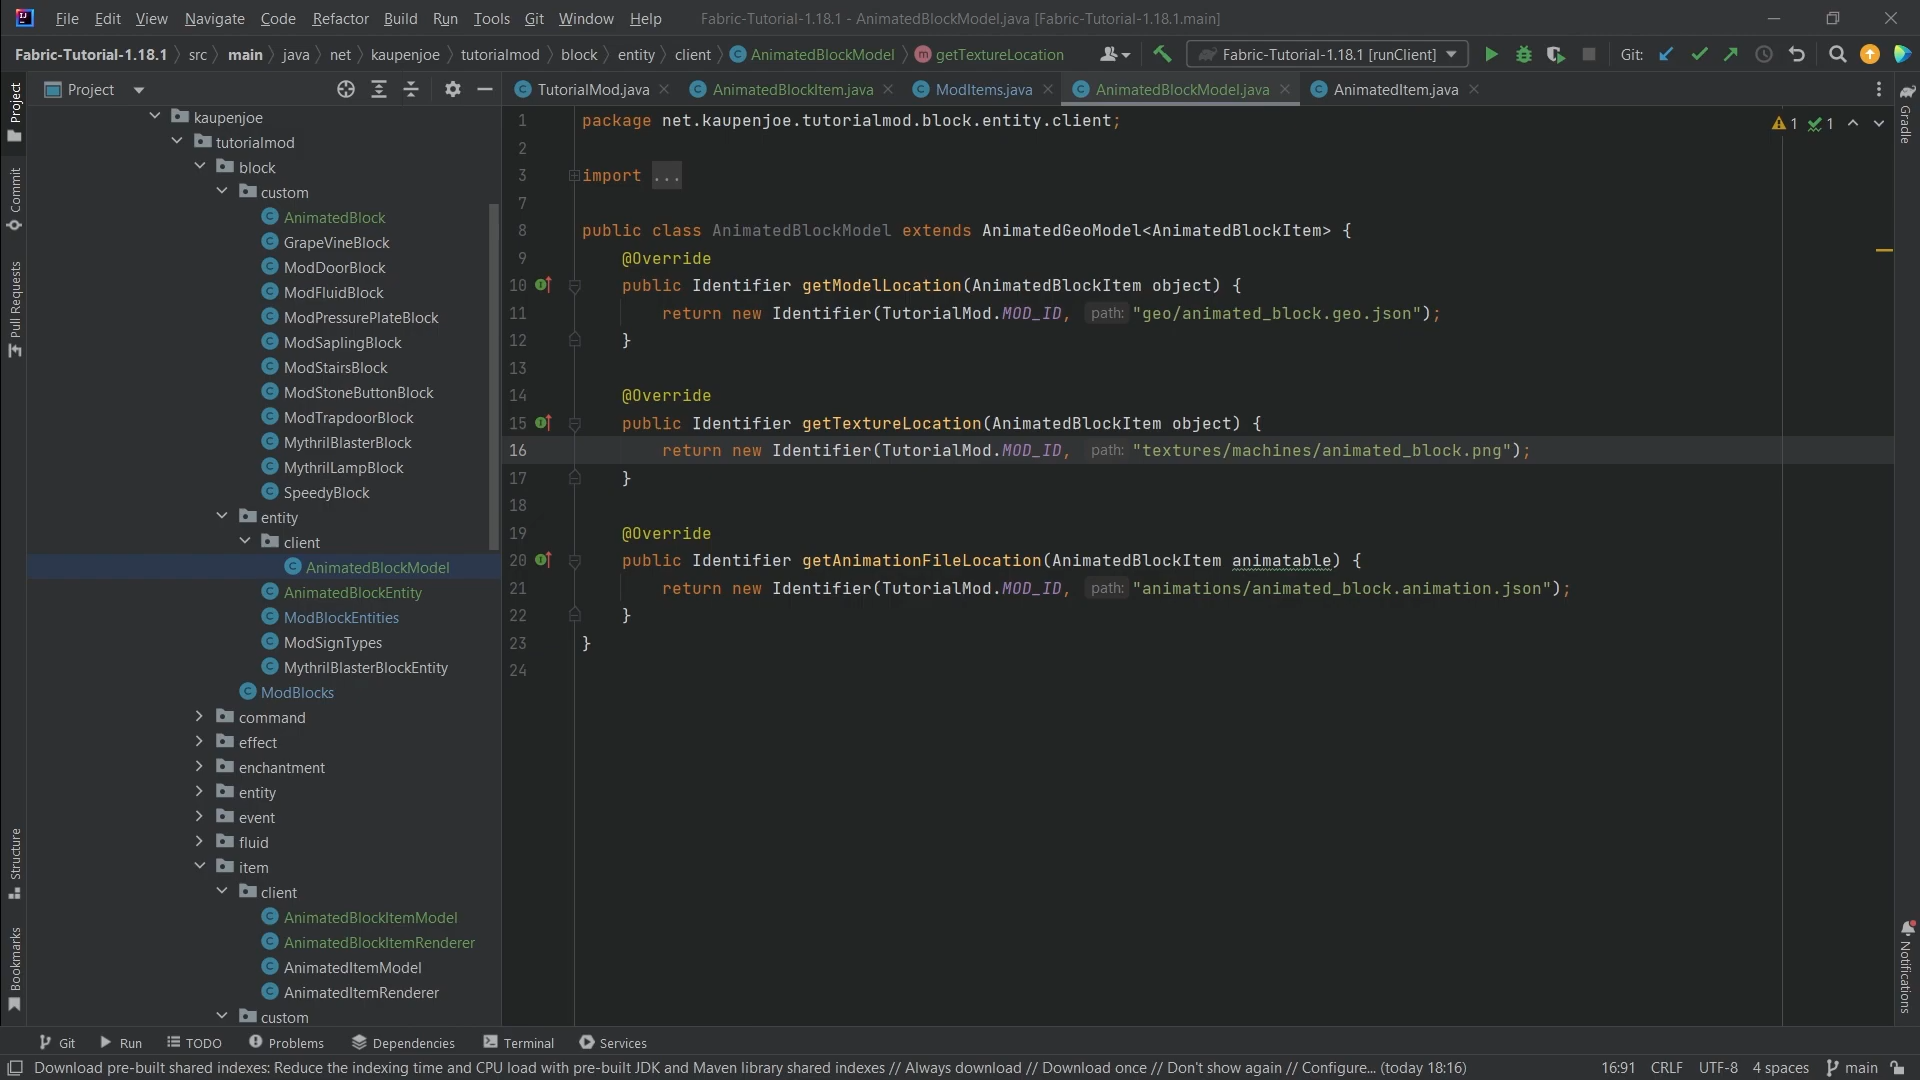 File Edit View Navigate Code Refactor Build Run Tools Git Window Help Fabric-Tutorial-1.18.1 - AnimatedBlockModel.java [Fabric-Tutorial-1.18.1.main]
Fabric-Tutorial-1.18.1 src main java net kaupenjoe tutorialmod block entity client AnimatedBlockModel getTextureLocation Fabric-Tutorial-1.18.1 [runClient] Git:
Project TutorialMod.java AnimatedBlockItem.java ModItems.java AnimatedBlockModel.java AnimatedItem.java
Project
Commit
Pull Requests
Structure
Bookmarks
kaupenjoe
tutorialmod
block
custom
AnimatedBlock
GrapeVineBlock
ModDoorBlock
ModFluidBlock
ModPressurePlateBlock
ModSaplingBlock
ModStairsBlock
ModStoneButtonBlock
ModTrapdoorBlock
MythrilBlasterBlock
MythrilLampBlock
SpeedyBlock
entity
client
AnimatedBlockModel
AnimatedBlockEntity
ModBlockEntities
ModSignTypes
MythrilBlasterBlockEntity
ModBlocks
command
effect
enchantment
entity
event
fluid
item
client
AnimatedBlockItemModel
AnimatedBlockItemRenderer
AnimatedItemModel
AnimatedItemRenderer
custom
1 package net.kaupenjoe.tutorialmod.block.entity.client;
2
3 import ...
7
8 public class AnimatedBlockModel extends AnimatedGeoModel<AnimatedBlockItem> {
9 @Override
10 public Identifier getModelLocation(AnimatedBlockItem object) {
11 return new Identifier(TutorialMod.MOD_ID, path: "geo/animated_block.geo.json");
12 }
13
14 @Override
15 public Identifier getTextureLocation(AnimatedBlockItem object) {
16 return new Identifier(TutorialMod.MOD_ID, path: "textures/machines/animated_block.png");
17 }
18
19 @Override
20 public Identifier getAnimationFileLocation(AnimatedBlockItem animatable) {
21 return new Identifier(TutorialMod.MOD_ID, path: "animations/animated_block.animation.json");
22 }
23 }
24
1 1
Gradle
Notifications
Git Run TODO Problems Dependencies Terminal Services
Download pre-built shared indexes: Reduce the indexing time and CPU load with pre-built JDK and Maven library shared indexes // Always download // Download once // Don't show again // Configure... (today 18:16) 16:91 CRLF UTF-8 4 spaces main